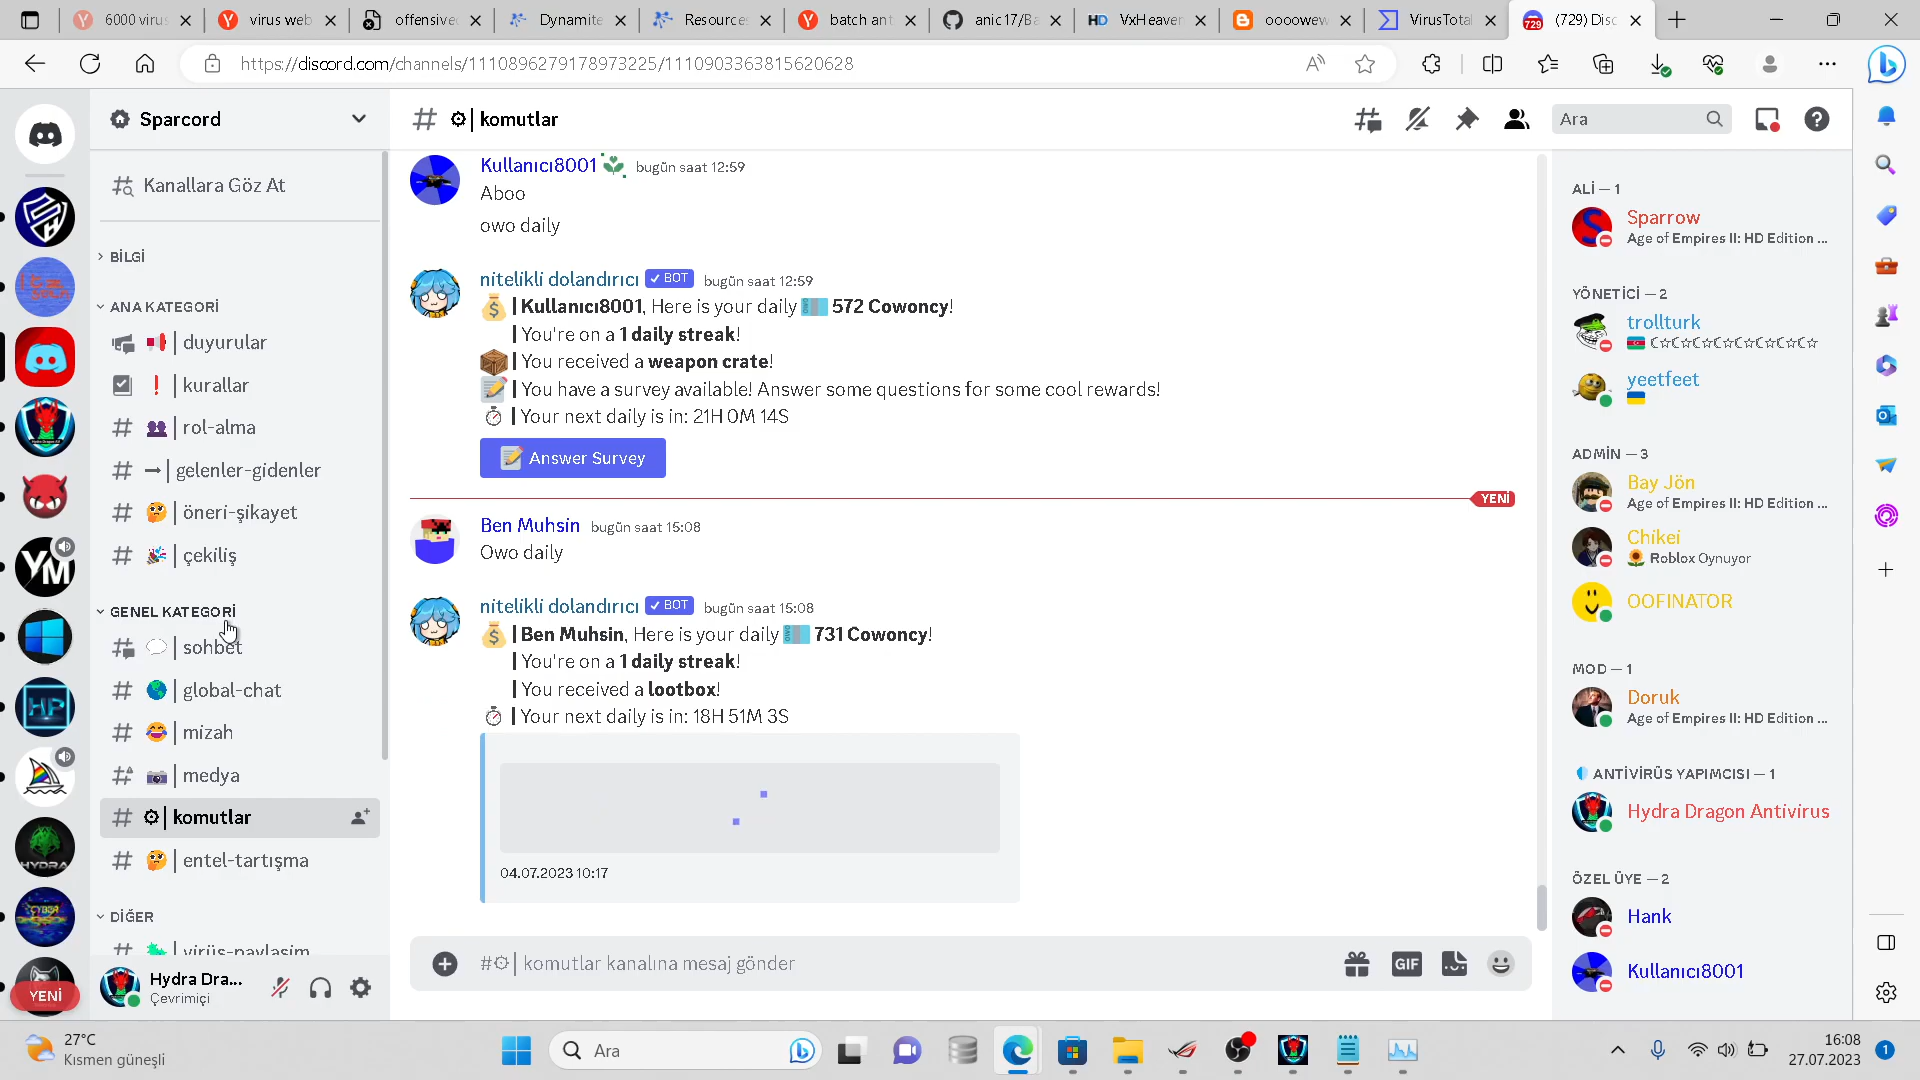 6000 virus
virus web
offensive
Dynamite
Resources
batch ant
anic17/Ba
VxHeaven
oooowew
VirusTotal
(729) Disc
https://discord.com/channels/1110896279178973225/1110903363815620628
Sparcord
komutlar
Ara
Kanallara Göz At
BİLGİ
ANA KATEGORİ
duyurular
kurallar
rol-alma
gelenler-gidenler
öneri-şikayet
çekiliş
GENEL KATEGORİ
sohbet
global-chat
mizah
medya
komutlar
entel-tartışma
DİĞER
virüs-paylaşım
YENİ
Hydra Dra...
Çevrimiçi
Kullanıcı8001 bugün saat 12:59
Aboo
owo daily
nitelikli dolandırıcı ✓ BOT bugün saat 12:59
| Kullanıcı8001, Here is your daily 572 Cowoncy!
| You're on a 1 daily streak!
| You received a weapon crate!
| You have a survey available! Answer some questions for some cool rewards!
| Your next daily is in: 21H 0M 14S
Answer Survey
YENİ
Ben Muhsin bugün saat 15:08
Owo daily
nitelikli dolandırıcı ✓ BOT bugün saat 15:08
| Ben Muhsin, Here is your daily 731 Cowoncy!
| You're on a 1 daily streak!
| You received a lootbox!
| Your next daily is in: 18H 51M 3S
04.07.2023 10:17
#⚙| komutlar kanalına mesaj gönder
GIF
ALİ — 1
Sparrow
Age of Empires II: HD Edition ...
YÖNETİCİ — 2
trollturk
☾☆☾☆☾☆☾☆☾☆☾☆☾☆☾☆
yeetfeet
ADMİN — 3
Bay Jön
Age of Empires II: HD Edition ...
Chikei
Roblox Oynuyor
OOFINATOR
MOD — 1
Doruk
Age of Empires II: HD Edition ...
ANTİVİRÜS YAPIMCISI — 1
Hydra Dragon Antivirus
ÖZEL ÜYE — 2
Hank
Kullanıcı8001
YM
HP
HYDRA
CYBER
27°C
Kısmen güneşli
Ara
16:08
27.07.2023
1